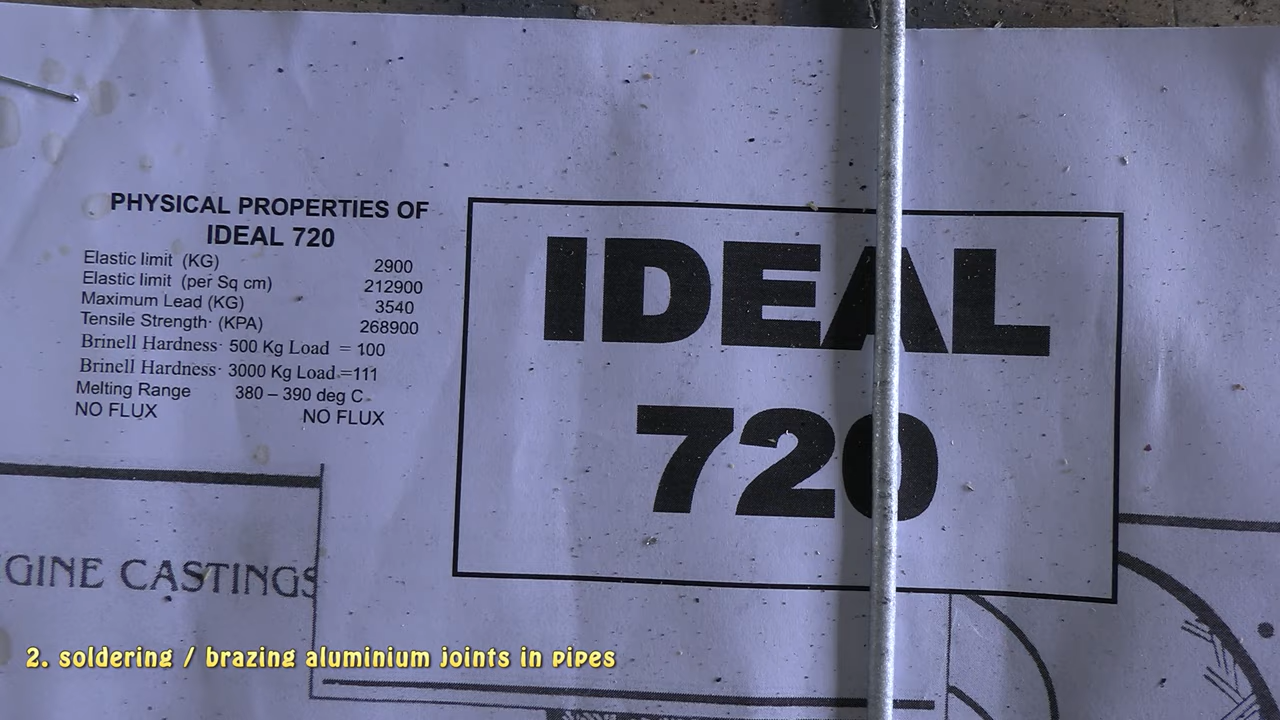 PHYSICAL PROPERTIES OF
IDEAL 720
Elastic limit (KG) 2900
Elastic limit (per Sq cm) 212900
Maximum Lead (KG) 3540
Tensile Strength· (KPA) 268900
Brinell Hardness· 500 Kg Load = 100
Brinell Hardness· 3000 Kg Load =111
Melting Range 380 – 390 deg C
NO FLUX NO FLUX
IDEAL
720
GINE CASTINGS
2. soldering / brazing aluminium joints in pipes